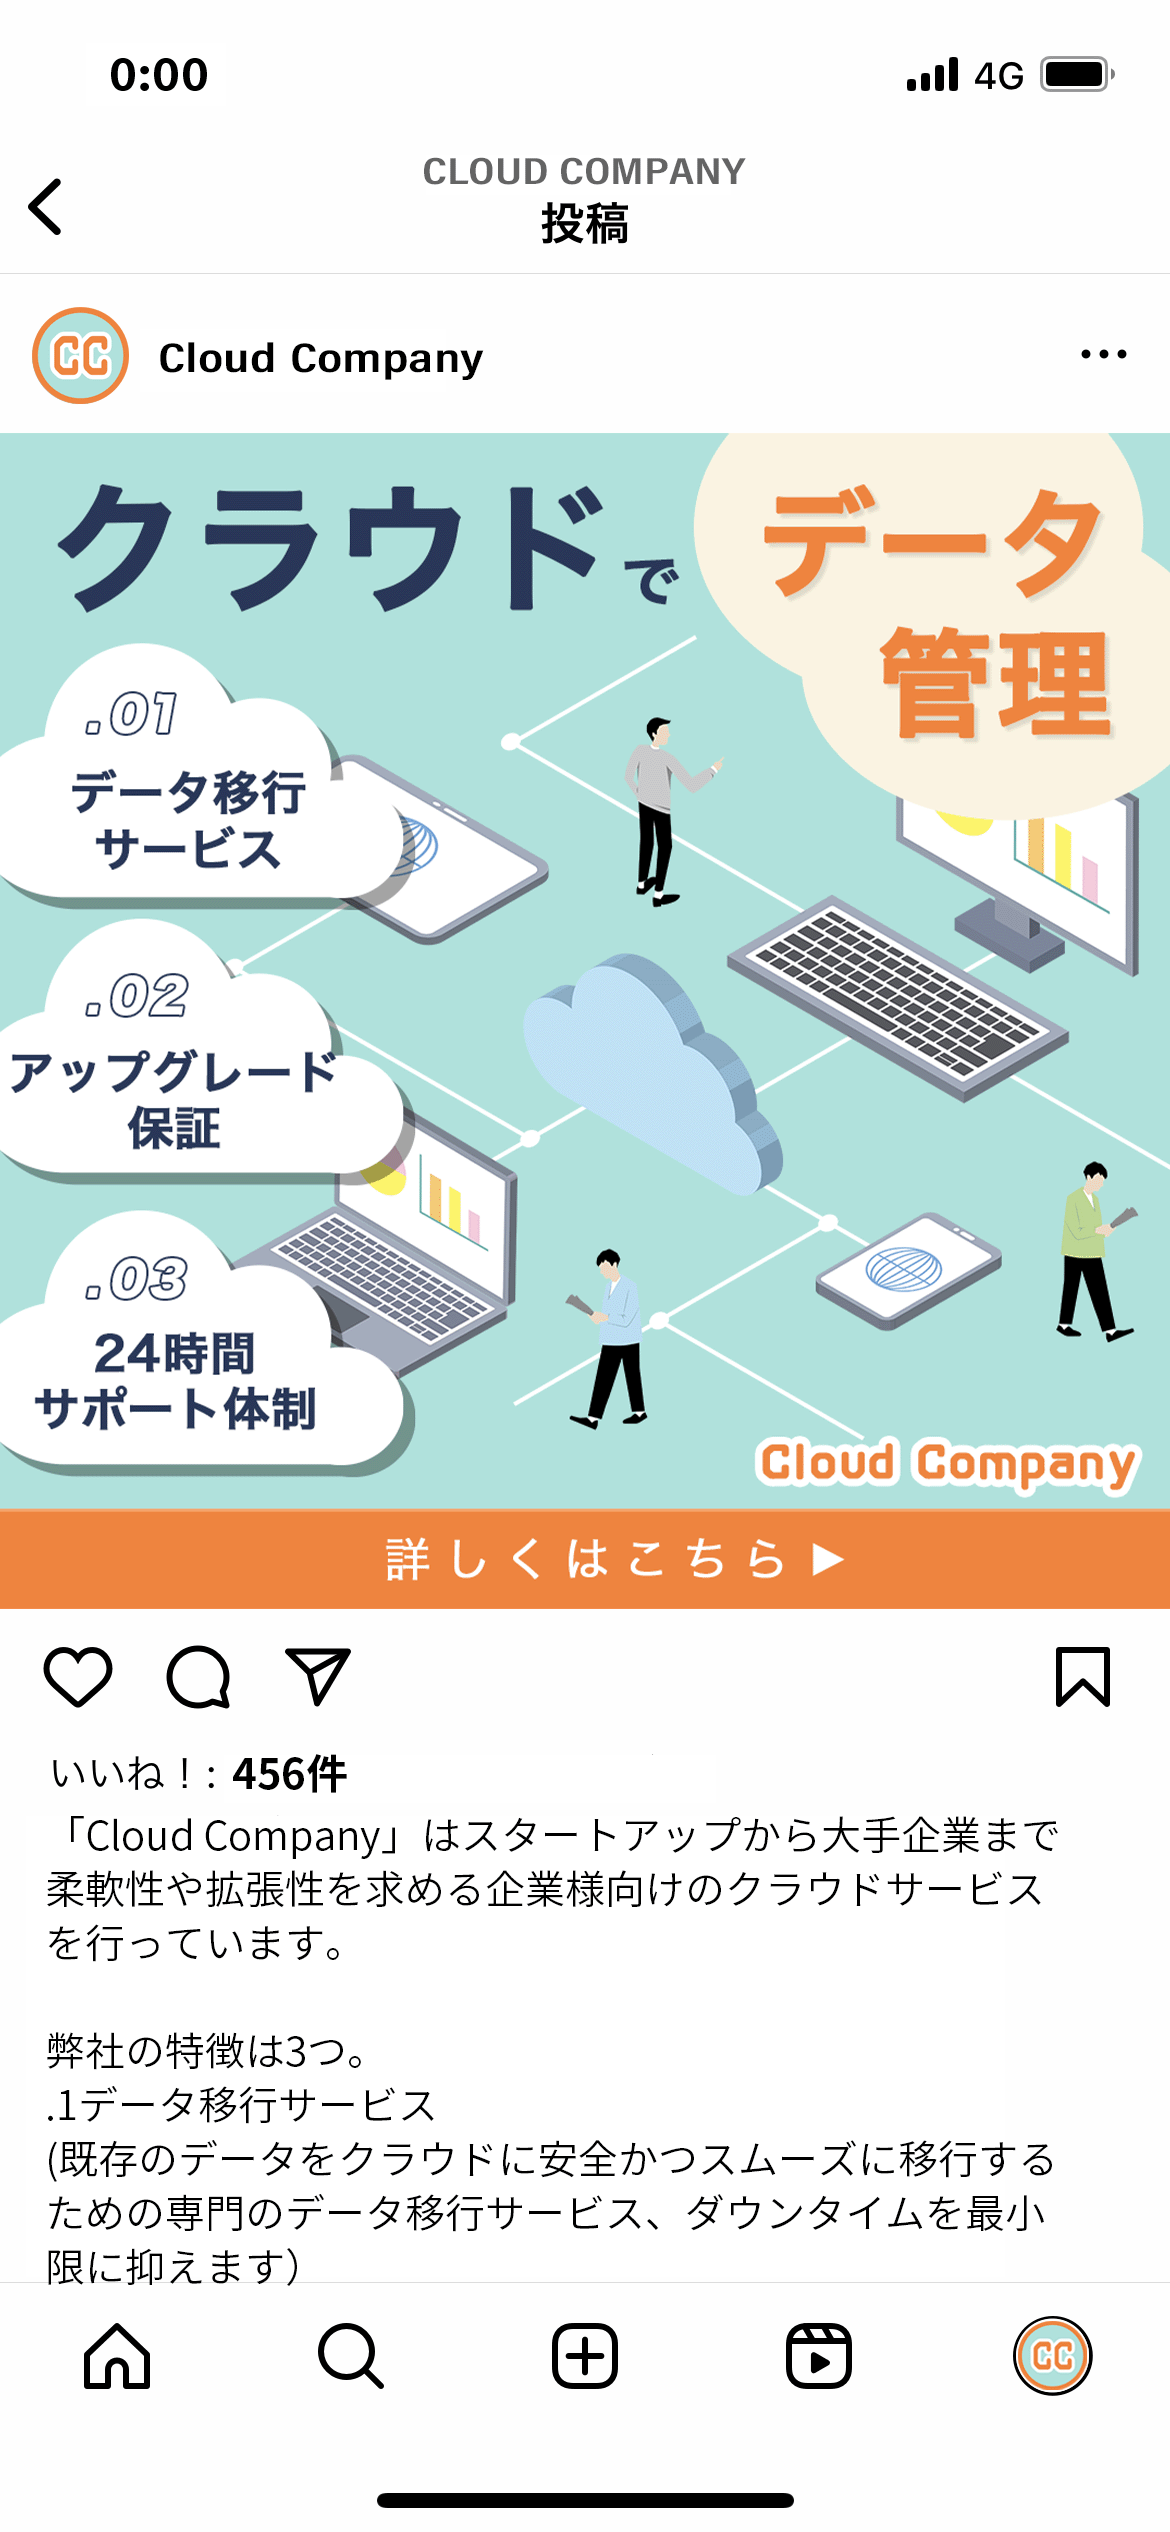 0:00
4G
CLOUD COMPANY
投稿
CC
Cloud Company
クラウドで
データ
管理
.01
データ移行
サービス
.02
アップグレード
保証
.03
24時間
サポート体制
Cloud Company
詳しくはこちら▶
いいね！: 456件
「Cloud Company」はスタートアップから大手企業まで
柔軟性や拡張性を求める企業様向けのクラウドサービス
を行っています。
弊社の特徴は3つ。
.1データ移行サービス
(既存のデータをクラウドに安全かつスムーズに移行する
ための専門のデータ移行サービス、ダウンタイムを最小
限に抑えます）
CC